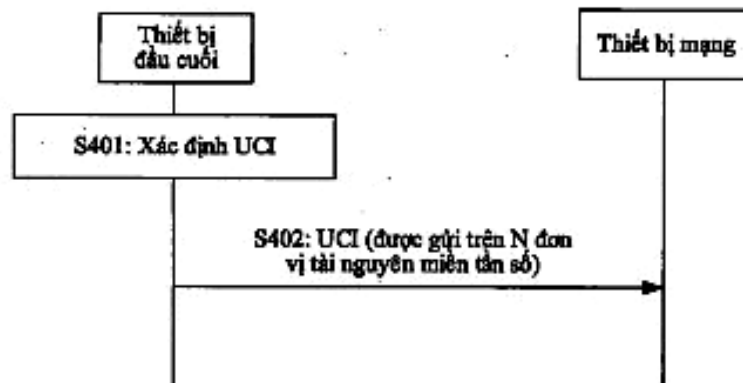 Thiết bị
đầu cuối
Thiết bị mạng
S401: Xác định UCI
S402: UCI (được gửi trên N đơn
vị tài nguyên miền tần số)